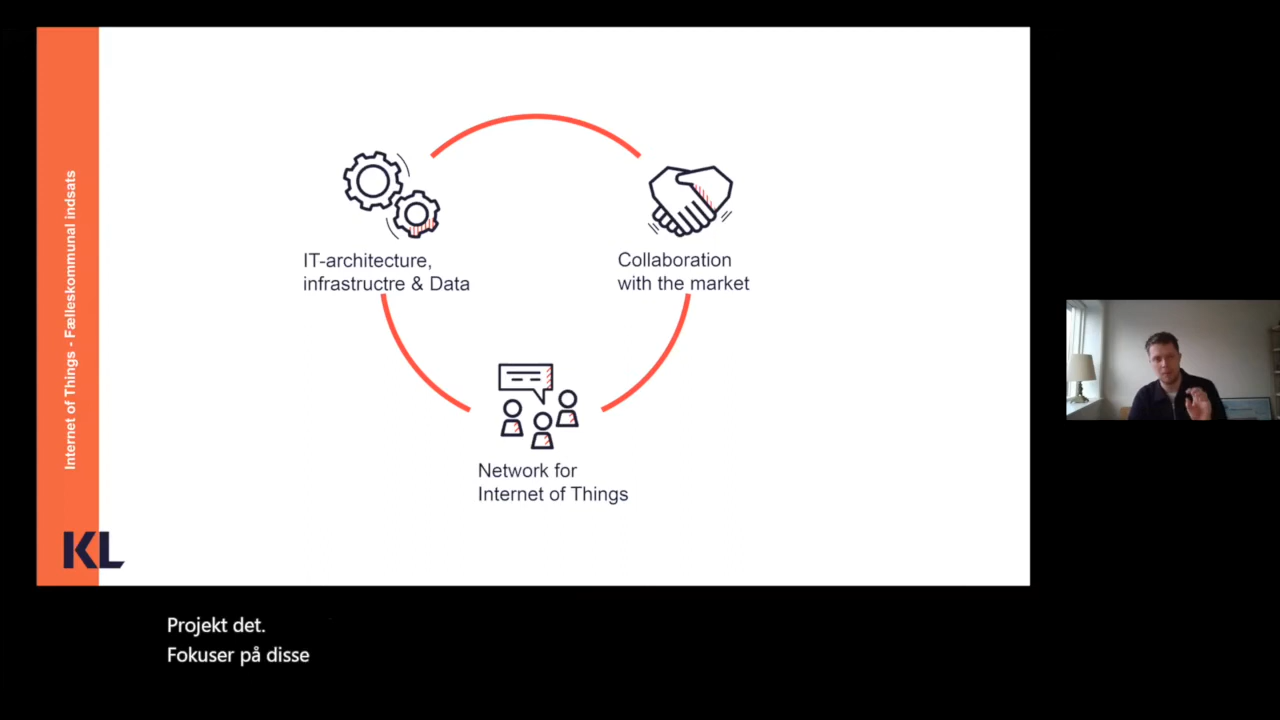 Internet of Things - Fælleskommunal indsats
IT-architecture,
infrastructre & Data
Collaboration
with the market
Network for
Internet of Things
KL
Projekt det.
Fokuser på disse